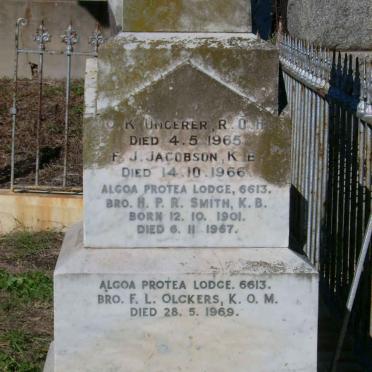 K. UNGERER, R. O. H.
DIED 4. 5. 1965.
F. J. JACOBSON, K. B.
DIED 14. 10. 1966.
ALGOA PROTEA LODGE, 6613.
BRO. H. P. R. SMITH, K. B.
BORN 12. 10. 1901.
DIED 6. 11. 1967.
ALGOA PROTEA LODGE. 6613.
BRO. F. L. OLCKERS, K. O. M.
DIED 28. 5. 1969.